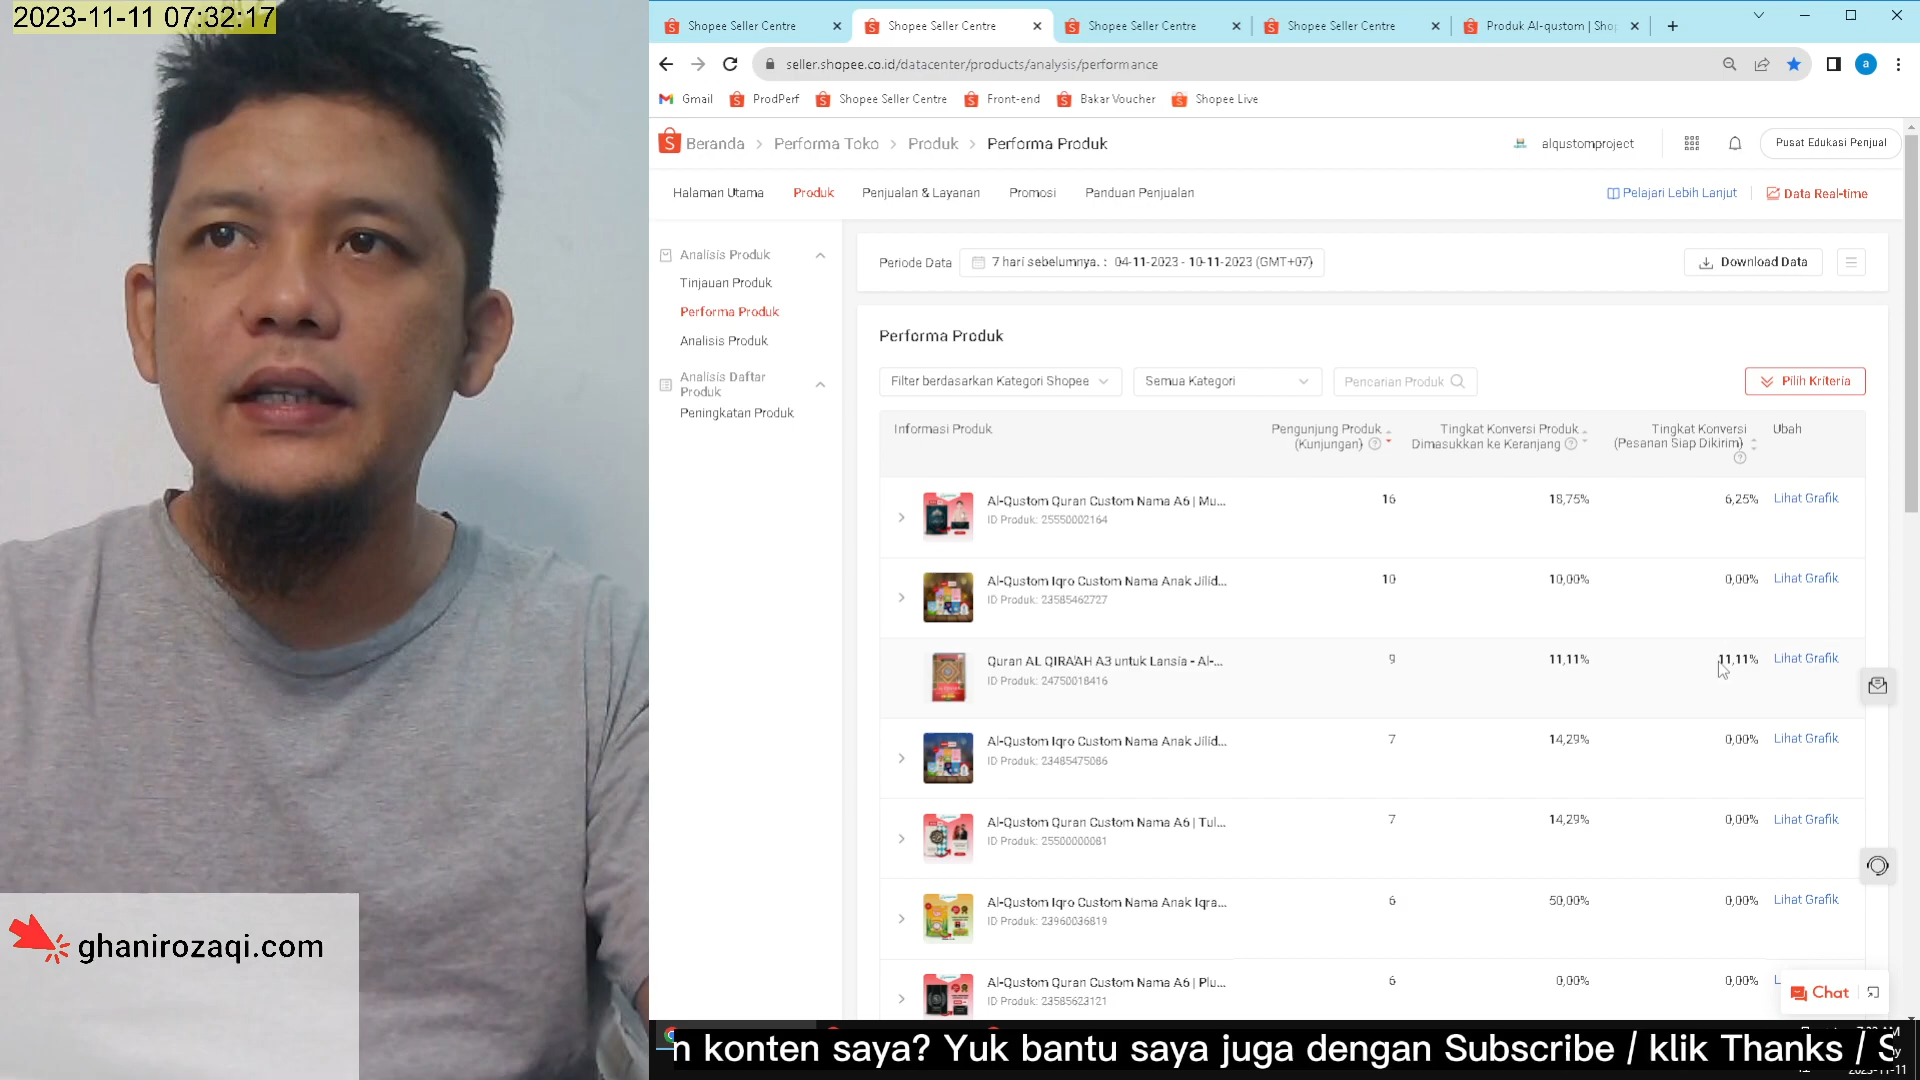 2023-11-11 07:32:17
Shopee Seller Centre
Shopee Seller Centre
Shopee Seller Centre
Shopee Seller Centre
Produk Al-qustom | Sho
seller.shopee.co.id/datacenter/products/analysis/performance
a
Gmail
ProdPerf
Shopee Seller Centre
Front-end
Bakar Voucher
Shopee Live
Beranda > Performa Toko > Produk > Performa Produk
alqustomproject
Pusat Edukasi Penjual
Halaman Utama
Produk
Penjualan & Layanan
Promosi
Panduan Penjualan
Pelajari Lebih Lanjut
Data Real-time
Analisis Produk
Tinjauan Produk
Performa Produk
Analisis Produk
Analisis Daftar
Produk
Peningkatan Produk
Periode Data
7 hari sebelumnya. : 04-11-2023 - 10-11-2023 (GMT+07)
Download Data
Performa Produk
Filter berdasarkan Kategori Shopee
Semua Kategori
Pencarian Produk
Pilih Kriteria
Informasi Produk
Pengunjung Produk
(Kunjungan)
Tingkat Konversi Produk
Dimasukkan ke Keranjang
Tingkat Konversi
(Pesanan Siap Dikirim)
Ubah
Al-Qustom Quran Custom Nama A6 | Mu...
ID Produk: 25550002164
16
18,75%
6,25%
Lihat Grafik
Al-Qustom Iqro Custom Nama Anak Jilid...
ID Produk: 23585462727
10
10,00%
0,00%
Lihat Grafik
Quran AL QIRA'AH A3 untuk Lansia - Al-...
ID Produk: 24750018416
9
11,11%
11,11%
Lihat Grafik
Al-Qustom Iqro Custom Nama Anak Jilid...
ID Produk: 23485475086
7
14,29%
0,00%
Lihat Grafik
Al-Qustom Quran Custom Nama A6 | Tul...
ID Produk: 25500000081
7
14,29%
0,00%
Lihat Grafik
Al-Qustom Iqro Custom Nama Anak Iqra...
ID Produk: 23960036819
6
50,00%
0,00%
Lihat Grafik
Al-Qustom Quran Custom Nama A6 | Plu...
ID Produk: 23585623121
6
0,00%
0,00%
Chat
ghanirozaqi.com
n konten saya? Yuk bantu saya juga dengan Subscribe / klik Thanks / S